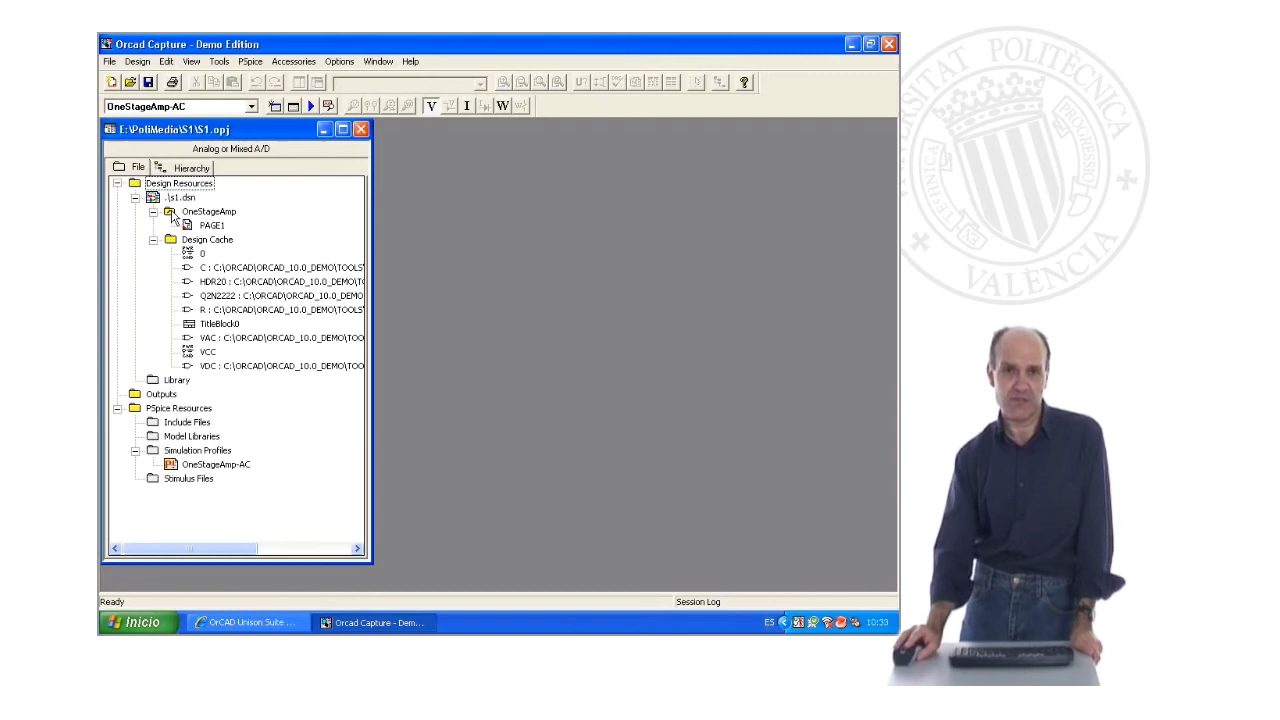 Orcad Capture - Demo Edition
File Design Edit View Tools PSpice Accessories Options Window Help
U?
OneStageAmp-AC
V I W
E:\PoliMedia\S1\S1.opj
Analog or Mixed A/D
File Hierarchy
Design Resources
.\s1.dsn
OneStageAmp
PAGE1
Design Cache
0
C : C:\ORCAD\ORCAD_10.0_DEMO\TOOLS\
HDR20 : C:\ORCAD\ORCAD_10.0_DEMO\TO
Q2N2222 : C:\ORCAD\ORCAD_10.0_DEMO
R : C:\ORCAD\ORCAD_10.0_DEMO\TOOLS\
TitleBlock0
VAC : C:\ORCAD\ORCAD_10.0_DEMO\TOO
VCC
VDC : C:\ORCAD\ORCAD_10.0_DEMO\TOO
Library
Outputs
PSpice Resources
Include Files
Model Libraries
Simulation Profiles
OneStageAmp-AC
Stimulus Files
Ready Session Log
Inicio OrCAD Unison Suite ... Orcad Capture - Dem... ES 10:33
UNIVERSITAT POLITÈCNICA
VALÈNCIA
TECHNICAE
PROGRESSIO